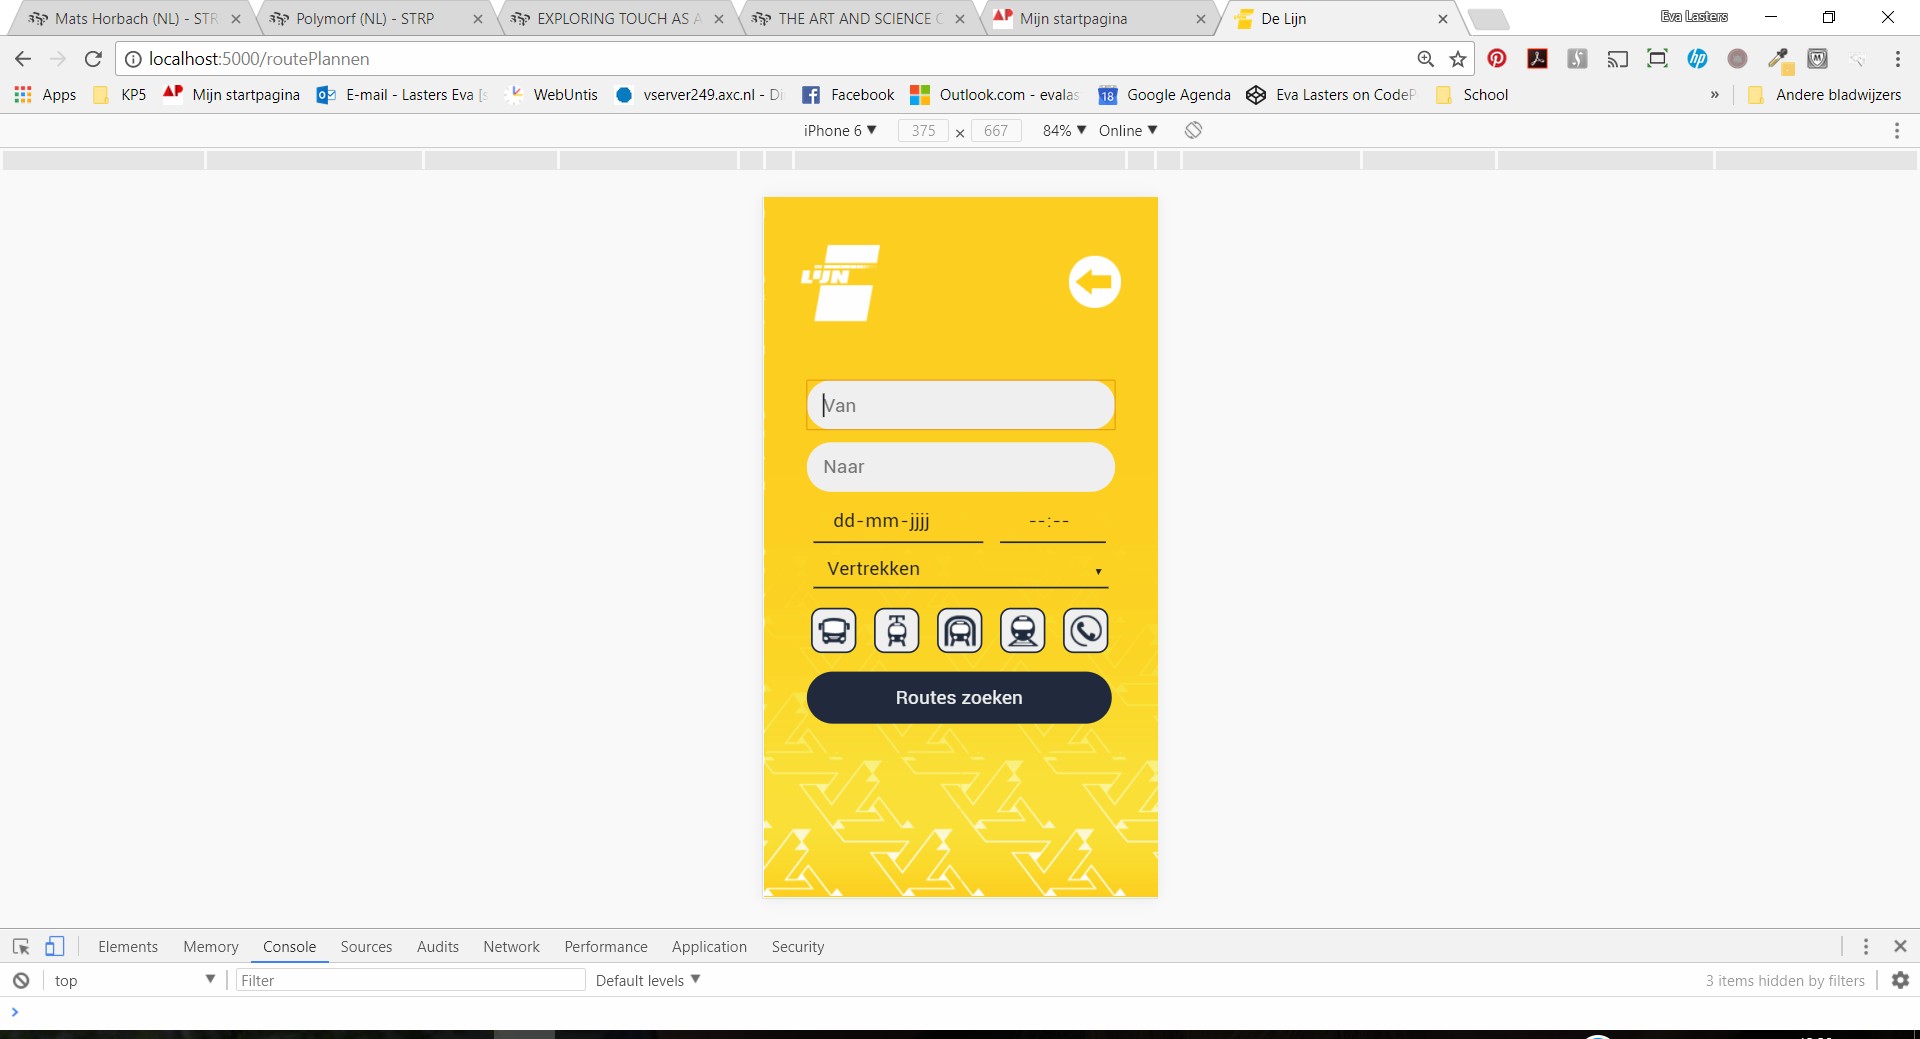 Mats Horbach (NL) - STR
Polymorf (NL) - STRP
EXPLORING TOUCH AS A
THE ART AND SCIENCE
Mijn startpagina
De Lijn
Eva Lasters
localhost:5000/routePlannen
Apps
KP5
Mijn startpagina
E-mail - Lasters Eva [s
WebUntis
vserver249.axc.nl - Di
Facebook
Outlook.com - evalas
18
Google Agenda
Eva Lasters on CodeP
School
»
Andere bladwijzers
iPhone 6
375 x 667
84%
Online
LIJN
Van
Naar
dd-mm-jjjj
--:--
Vertrekken
Routes zoeken
Elements
Memory
Console
Sources
Audits
Network
Performance
Application
Security
top
Filter
Default levels
3 items hidden by filters